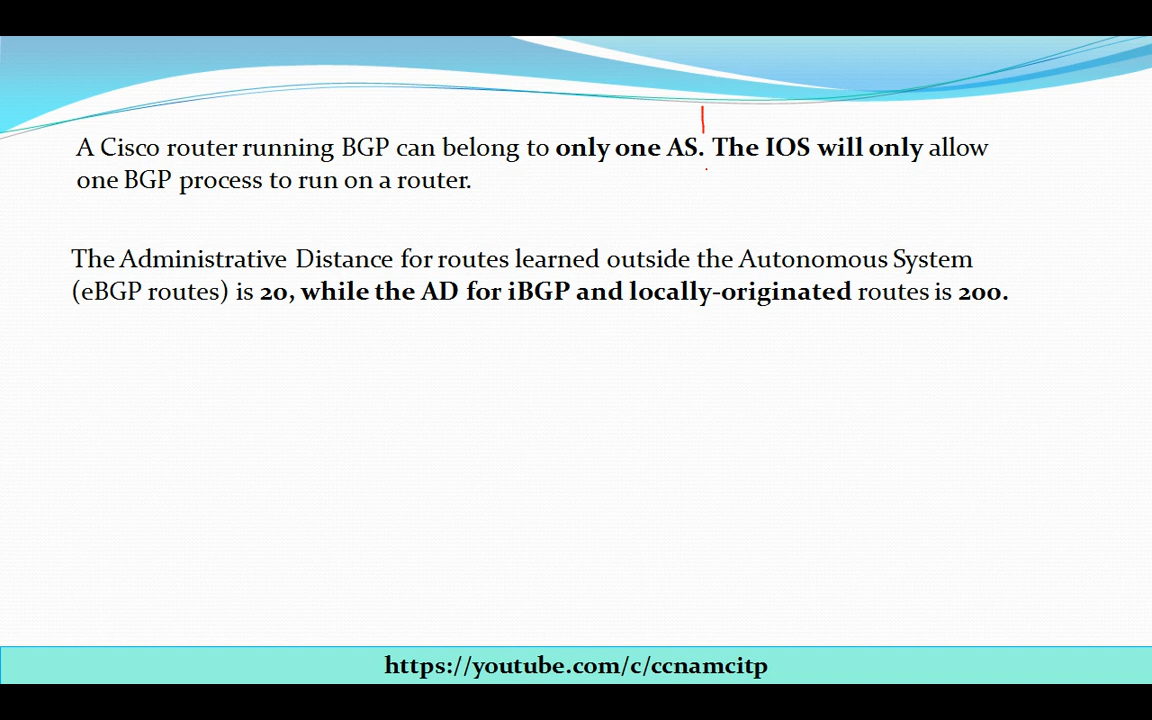 A Cisco router running BGP can belong to only one AS. The IOS will only allow
one BGP process to run on a router.
The Administrative Distance for routes learned outside the Autonomous System
(eBGP routes) is 20, while the AD for iBGP and locally-originated routes is 200.
https://youtube.com/c/ccnamcitp